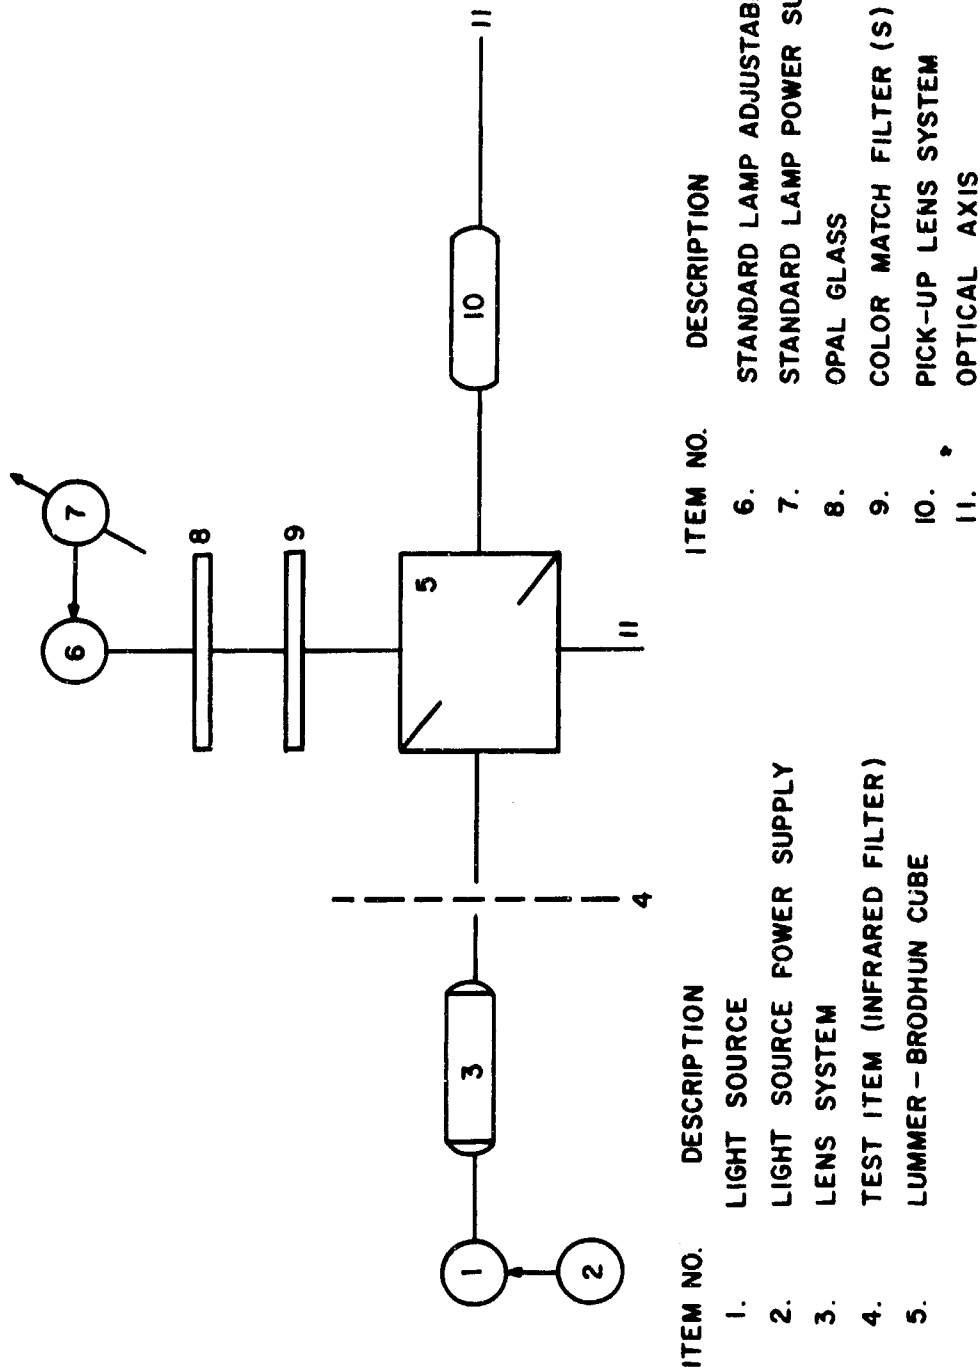 11
7
6
8
9
5
10
11
4
3
1
2
ITEM NO. DESCRIPTION
1. LIGHT SOURCE
2. LIGHT SOURCE POWER SUPPLY
3. LENS SYSTEM
4. TEST ITEM (INFRARED FILTER)
5. LUMMER-BRODHUN CUBE
ITEM NO. DESCRIPTION
6. STANDARD LAMP
7. STANDARD LAMP POWER
8. OPAL GLASS
9. COLOR MATCH FILTER (S)
10. PICK-UP LENS SYSTEM
11. OPTICAL AXIS